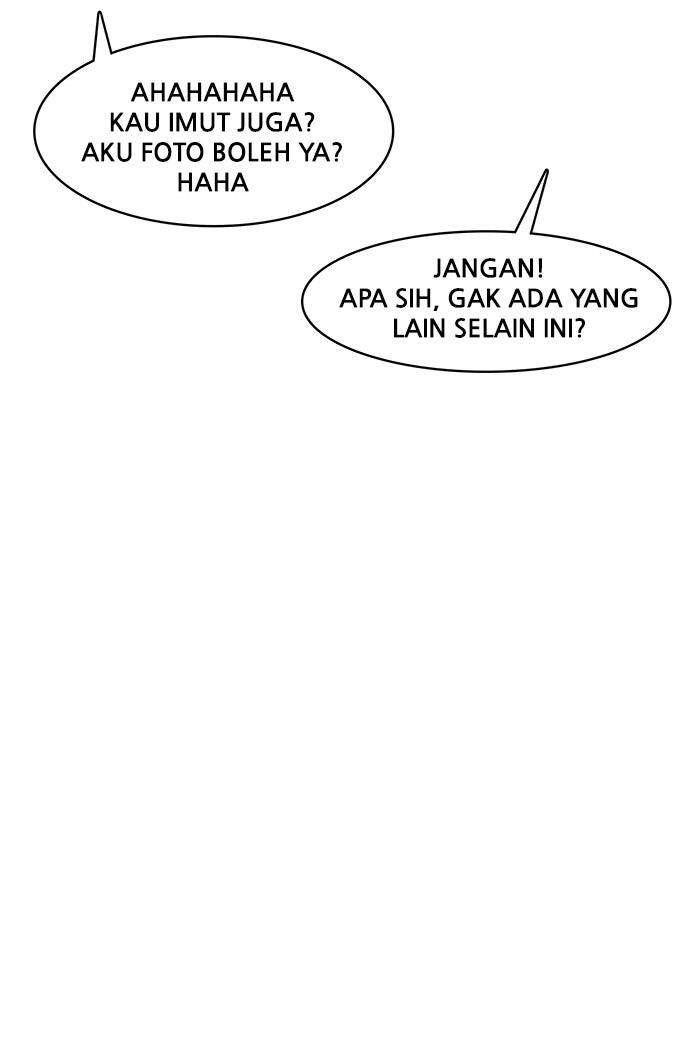 AHAHAHAHA
KAU IMUT JUGA?
AKU FOTO BOLEH YA?
HAHA
JANGAN!
APA SIH, GAK ADA YANG
LAIN SELAIN INI?